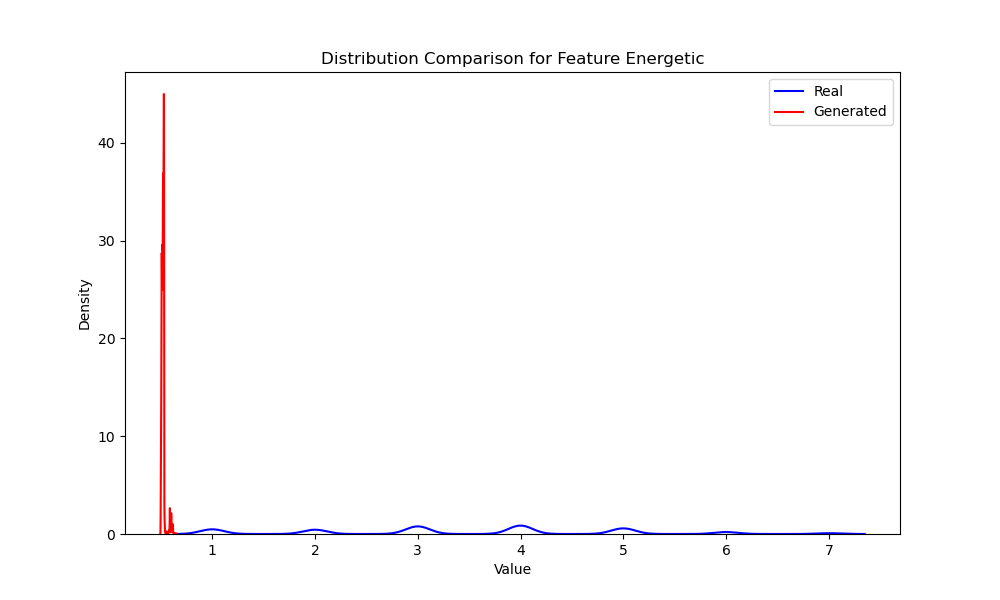 Distribution Comparison for Feature Energetic
Real
Generated
Density
40
30
20
10
0
1 2 3 4 5 6 7
Value